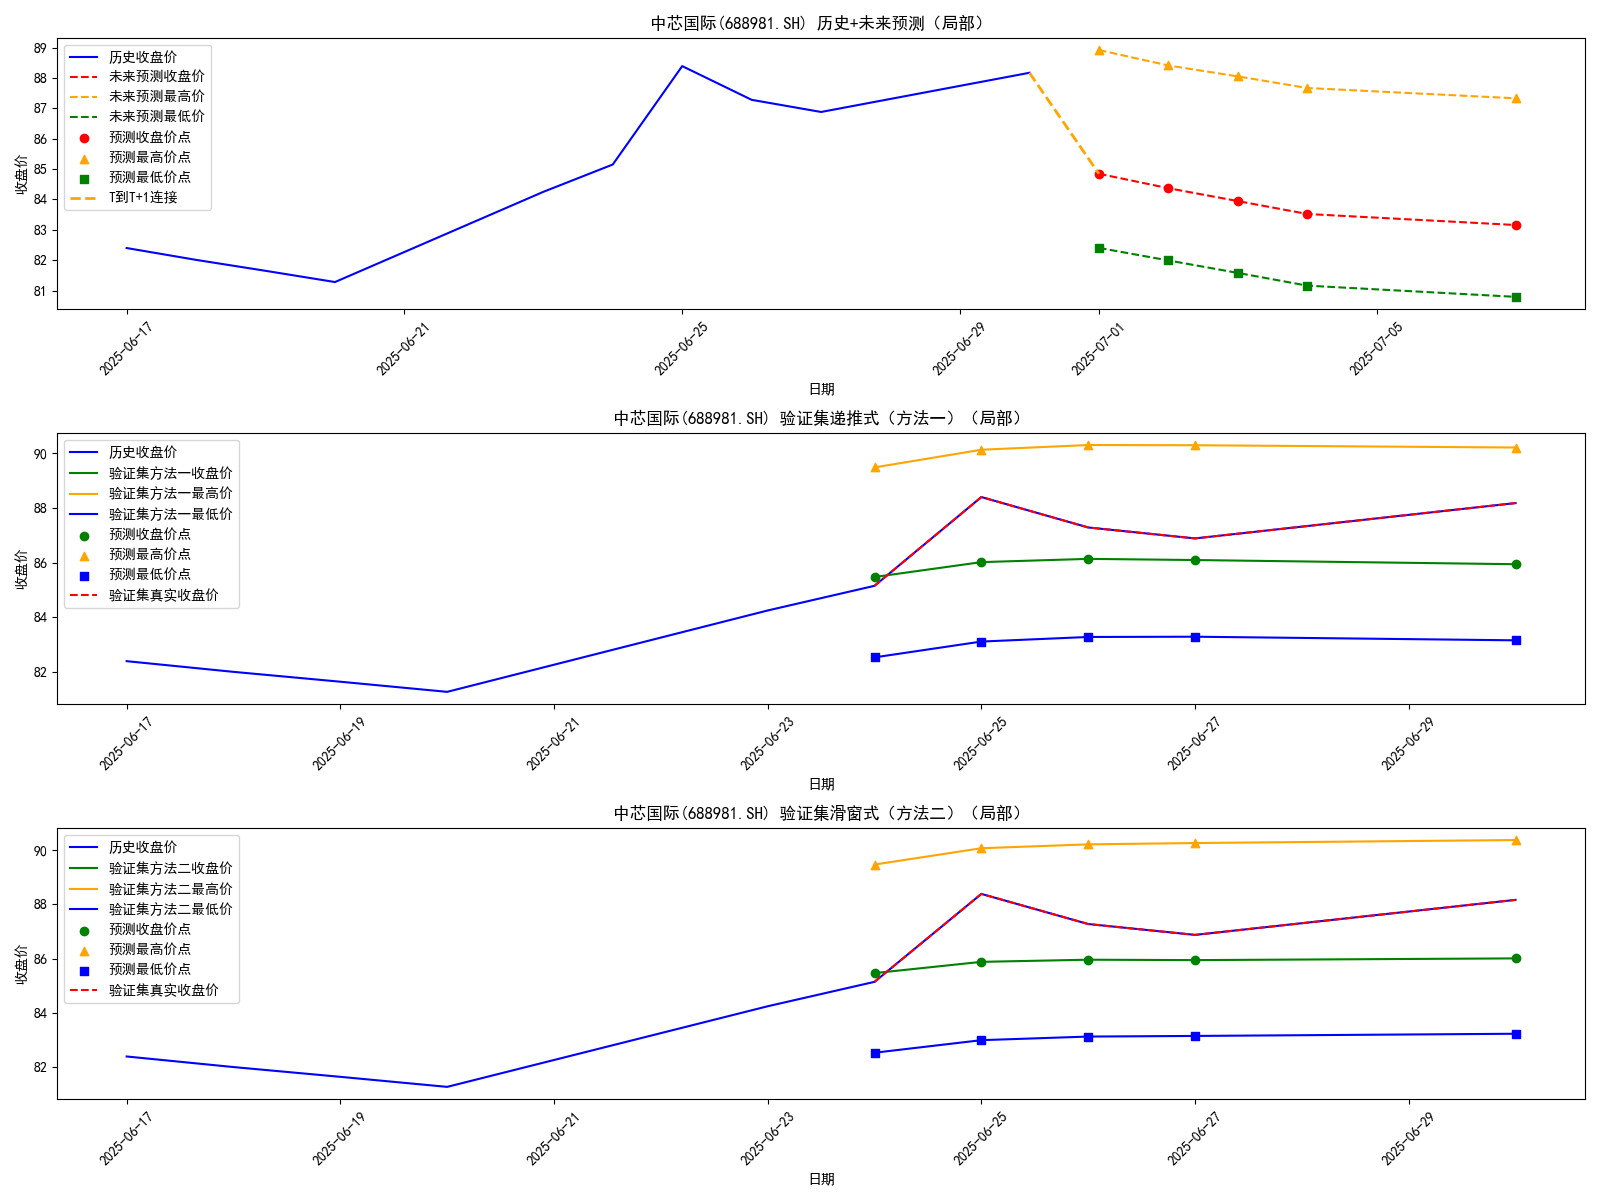 中芯国际(688981.SH) 历史+未来预测（局部）
89
88
87
86
85
84
83
82
81
收盘价
历史收盘价
未来预测收盘价
未来预测最高价
未来预测最低价
预测收盘价点
预测最高价点
预测最低价点
T到T+1连接
2025-06-17
2025-06-21
2025-06-25
2025-06-29
2025-07-01
2025-07-05
日期
中芯国际(688981.SH) 验证集递推式（方法一）（局部）
90
88
86
84
82
收盘价
历史收盘价
验证集方法一收盘价
验证集方法一最高价
验证集方法一最低价
预测收盘价点
预测最高价点
预测最低价点
验证集真实收盘价
2025-06-17
2025-06-19
2025-06-21
2025-06-23
2025-06-25
2025-06-27
2025-06-29
日期
中芯国际(688981.SH) 验证集滑窗式（方法二）（局部）
90
88
86
84
82
收盘价
历史收盘价
验证集方法二收盘价
验证集方法二最高价
验证集方法二最低价
预测收盘价点
预测最高价点
预测最低价点
验证集真实收盘价
2025-06-17
2025-06-19
2025-06-21
2025-06-23
2025-06-25
2025-06-27
2025-06-29
日期